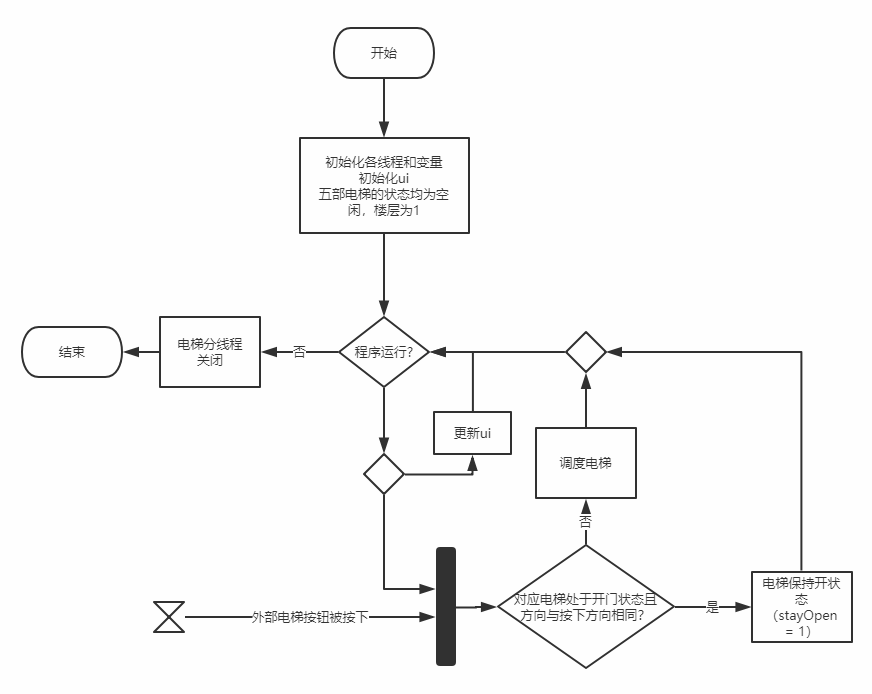 开始
初始化各线程和变量
初始化ui
五部电梯的状态均为空
闲，楼层为1
结束
电梯分线程
关闭
否
程序运行?
更新ui
调度电梯
否
外部电梯按钮被按下
对应电梯处于开门状态且
方向与按下方向相同?
是
电梯保持开状
态
（stayOpen
= 1）